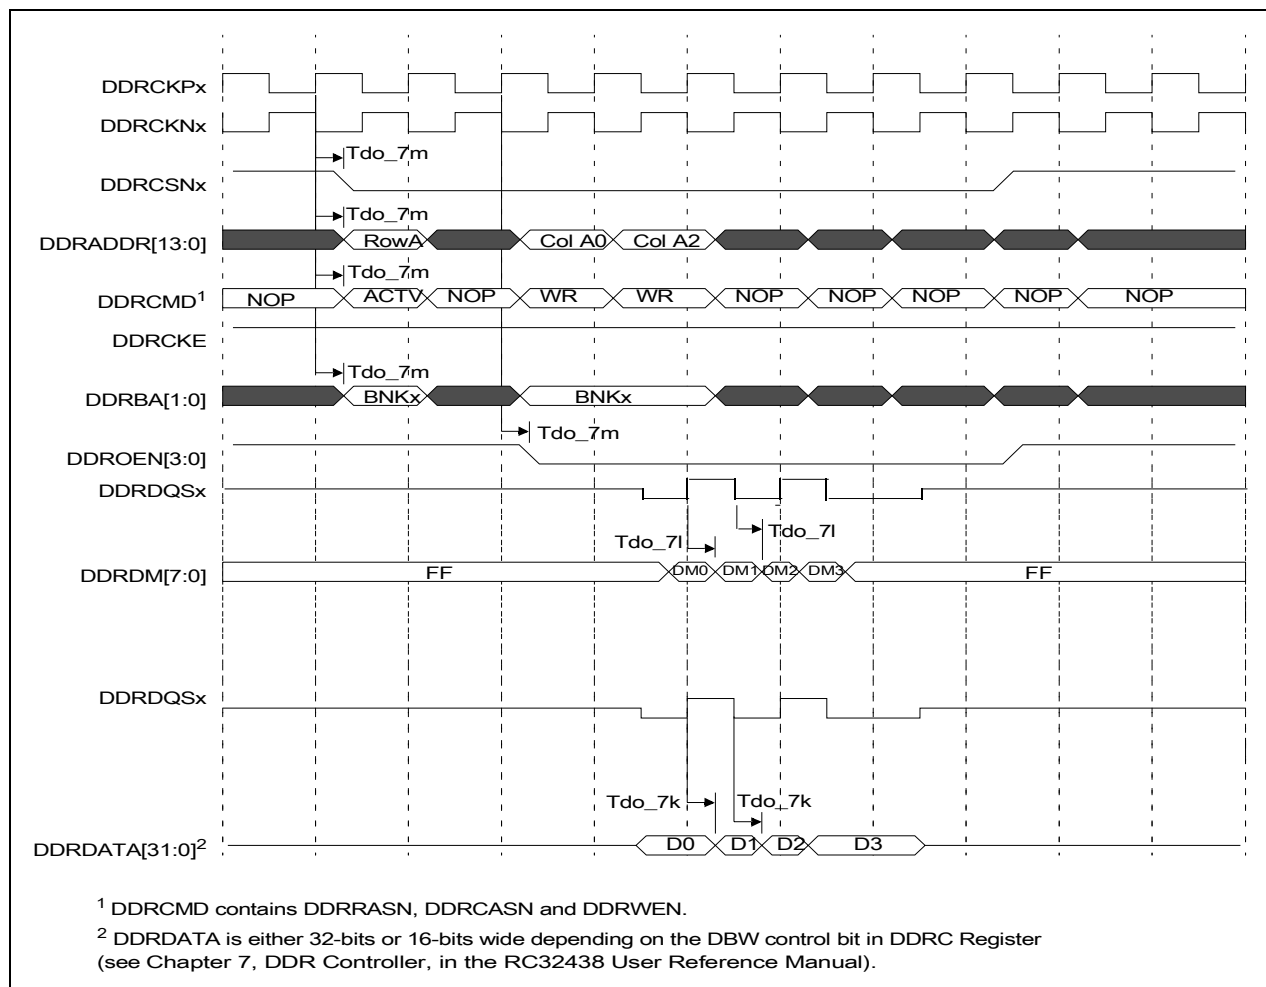 DDRCKPx
DDRCKNx
Tdo_7m
DDRCSNx
Tdo_7m
DDRADDR[13:0] RowA Col A0 Col A2
Tdo_7m
DDRCMD1 NOP ACTV NOP WR WR NOP NOP NOP NOP NOP
DDRCKE
Tdo_7m
DDRBA[1:0] BNKx BNKx
Tdo_7m
DDROEN[3:0]
DDRDQSx
Tdo_7l Tdo_7l
DDRDM[7:0] FF DM0 DM1 DM2 DM3 FF
DDRDQSx
Tdo_7k Tdo_7k
DDRDATA[31:0]2 D0 D1 D2 D3
1 DDRCMD contains DDRRASN, DDRCASN and DDRWEN.
2 DDRDATA is either 32-bits or 16-bits wide depending on the DBW control bit in DDRC Register
(see Chapter 7, DDR Controller, in the RC32438 User Reference Manual).